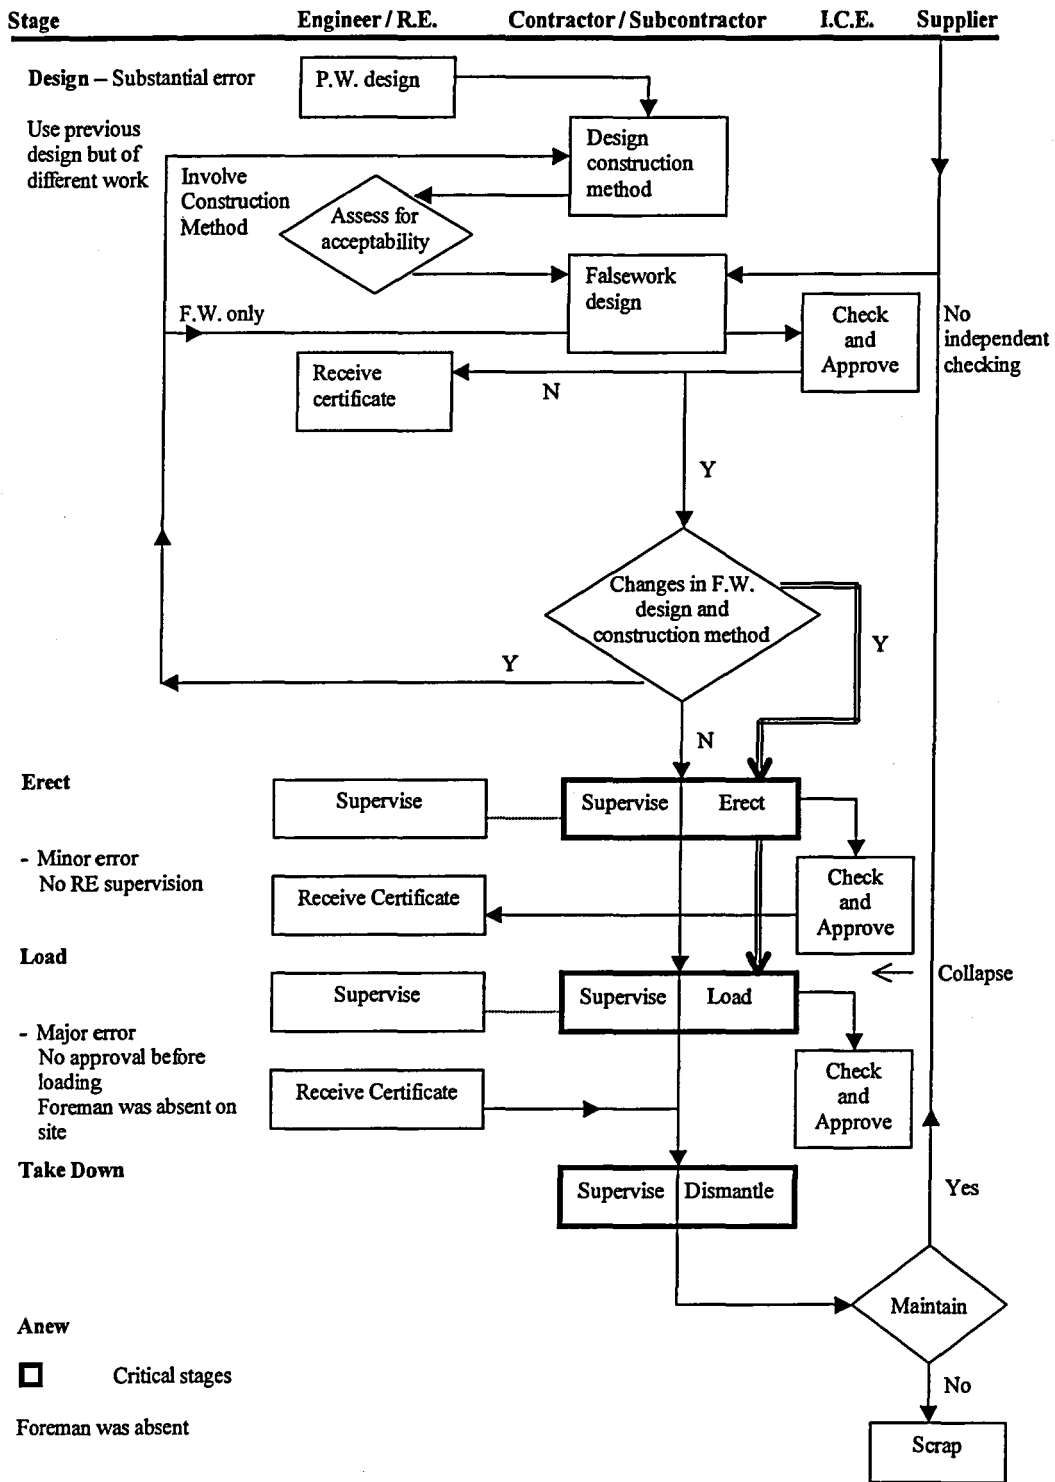 Stage Engineer / R.E. Contractor / Subcontractor I.C.E. Supplier
Design – Substantial error
P.W. design
Use previous
design but of
different work
Design
construction
method
Involve
Construction
Method
Assess for
acceptability
Falsework
design
F.W. only
Check
and
Approve
No
independent
checking
Receive
certificate
N
Y
Changes in F.W.
design and
construction method
Y
Y
N
Erect
Supervise
Supervise Erect
- Minor error
No RE supervision
Check
and
Approve
Receive Certificate
Load
Collapse
Supervise
Supervise Load
- Major error
No approval before
loading
Foreman was absent on
site
Check
and
Approve
Receive Certificate
Take Down
Supervise Dismantle
Yes
Maintain
Anew
Critical stages
No
Foreman was absent
Scrap